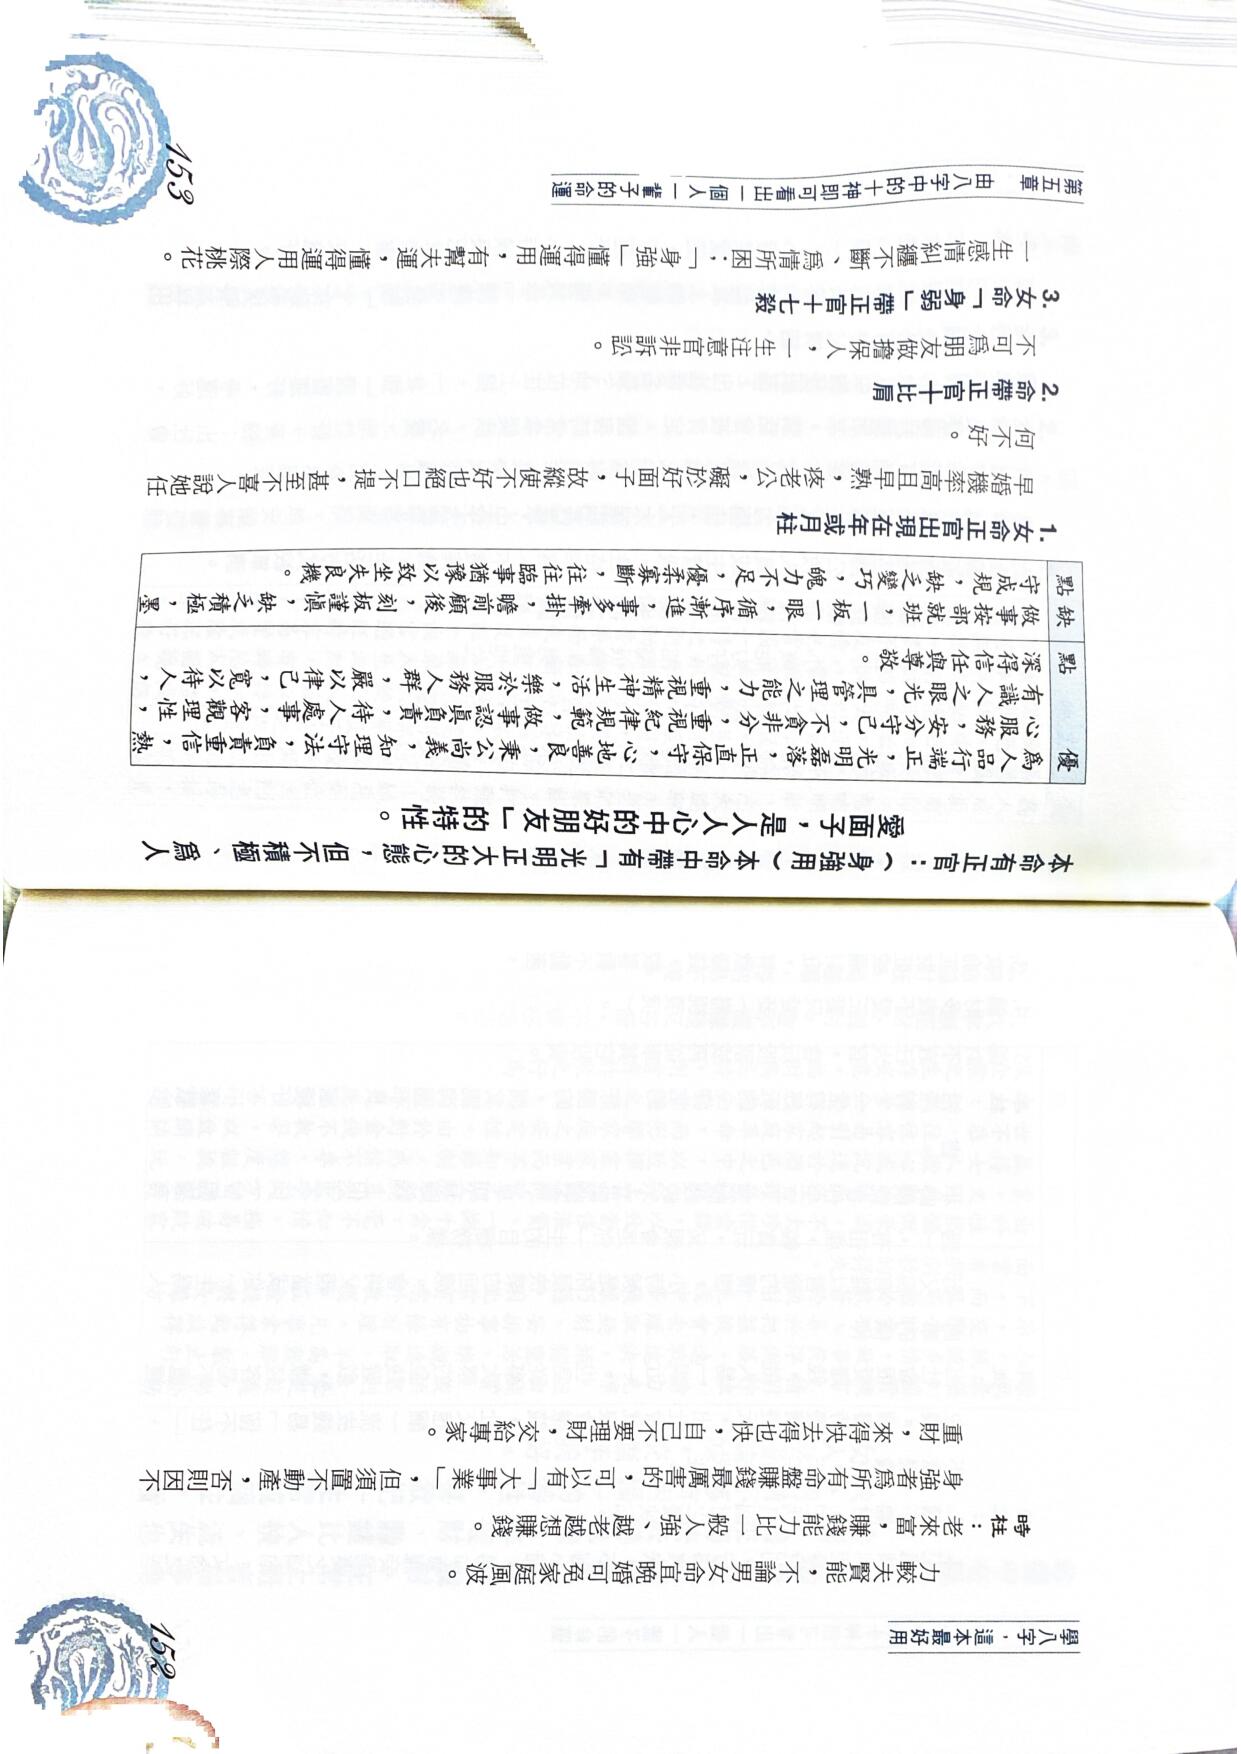 學八字，這本最好用
力較夫賢能，不論男女命宜晚婚可免家庭風波。
時柱：老來富，賺錢能力比一般人強、越老越想賺錢。
身強者為所有命盤賺錢最厲害的，可以有「大事業」，但須置不動產，否則因不
重財，來得快去得也快，自己不要理財，交給專家。
152
本命有正官：（身強用）本命中帶有「光明正大的心態，但不積極、為人
愛面子，是人人心中的好朋友」的特性。
優點
為人品行端正，光明磊落，正直保守，心地善良，秉公尚義，知理守法，負責重信，熱
心服務，安分守己，不貪非分，重視紀律規範，做事認真負責，待人處事，客觀理性，
有識人之眼光，具管理之能力，重視精神生活，樂於服務人群，嚴以律己，寬以待人，
深得信任與尊敬。
缺點
做事按部就班，一板一眼，循序漸進，事多牽掛，瞻前顧後，刻板謹慎，缺乏積極，墨
守成規，缺乏變巧，魄力不足，優柔寡斷，往往臨事猶豫以致坐失良機。
1. 女命正官出現在年或月柱
早婚機率高且早熟，疼老公，礙於好面子，故縱使不好也絕口不提，甚至不喜人說她任
何不好。
2. 命帶正官十比肩
不可為朋友做擔保人，一生注意官非訴訟。
3. 女命「身弱」帶正官十七殺
一生感情糾纏不斷、為情所困；「身強」懂得運用，有幫夫運，懂得運用人際桃花。
第五章　由八字中的十神即可看出一個人一輩子的命運
153